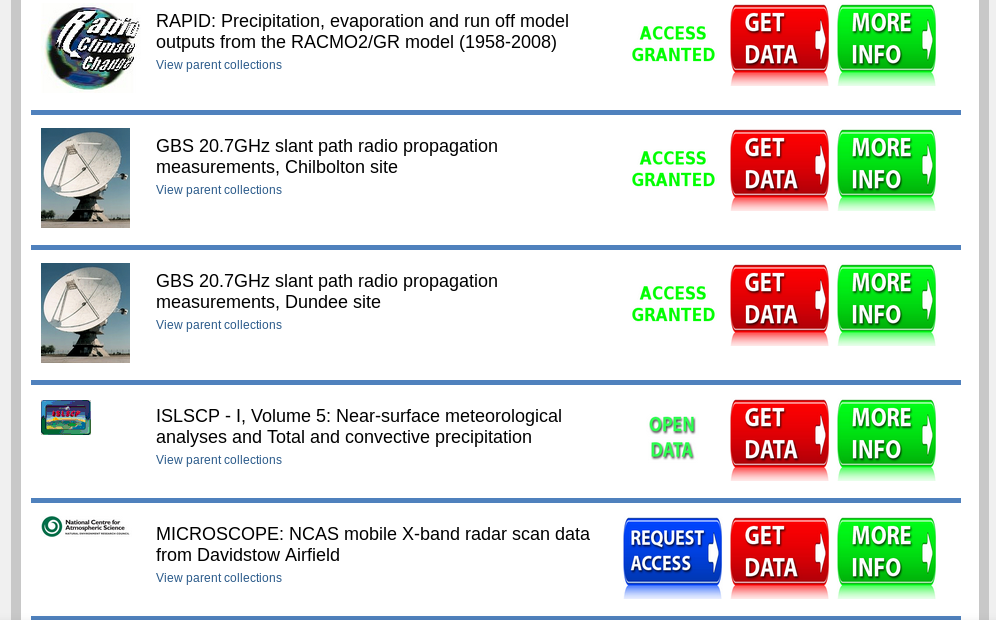 Rapid
Climate
Change
RAPID: Precipitation, evaporation and run off model
outputs from the RACMO2/GR model (1958-2008)
View parent collections
ACCESS
GRANTED
GET
DATA
MORE
INFO
GBS 20.7GHz slant path radio propagation
measurements, Chilbolton site
View parent collections
ACCESS
GRANTED
GET
DATA
MORE
INFO
GBS 20.7GHz slant path radio propagation
measurements, Dundee site
View parent collections
ACCESS
GRANTED
GET
DATA
MORE
INFO
ISLSCP
ISLSCP - I, Volume 5: Near-surface meteorological
analyses and Total and convective precipitation
View parent collections
OPEN
DATA
GET
DATA
MORE
INFO
National Centre for
Atmospheric Science
NATURAL ENVIRONMENT RESEARCH COUNCIL
MICROSCOPE: NCAS mobile X-band radar scan data
from Davidstow Airfield
View parent collections
REQUEST
ACCESS
GET
DATA
MORE
INFO